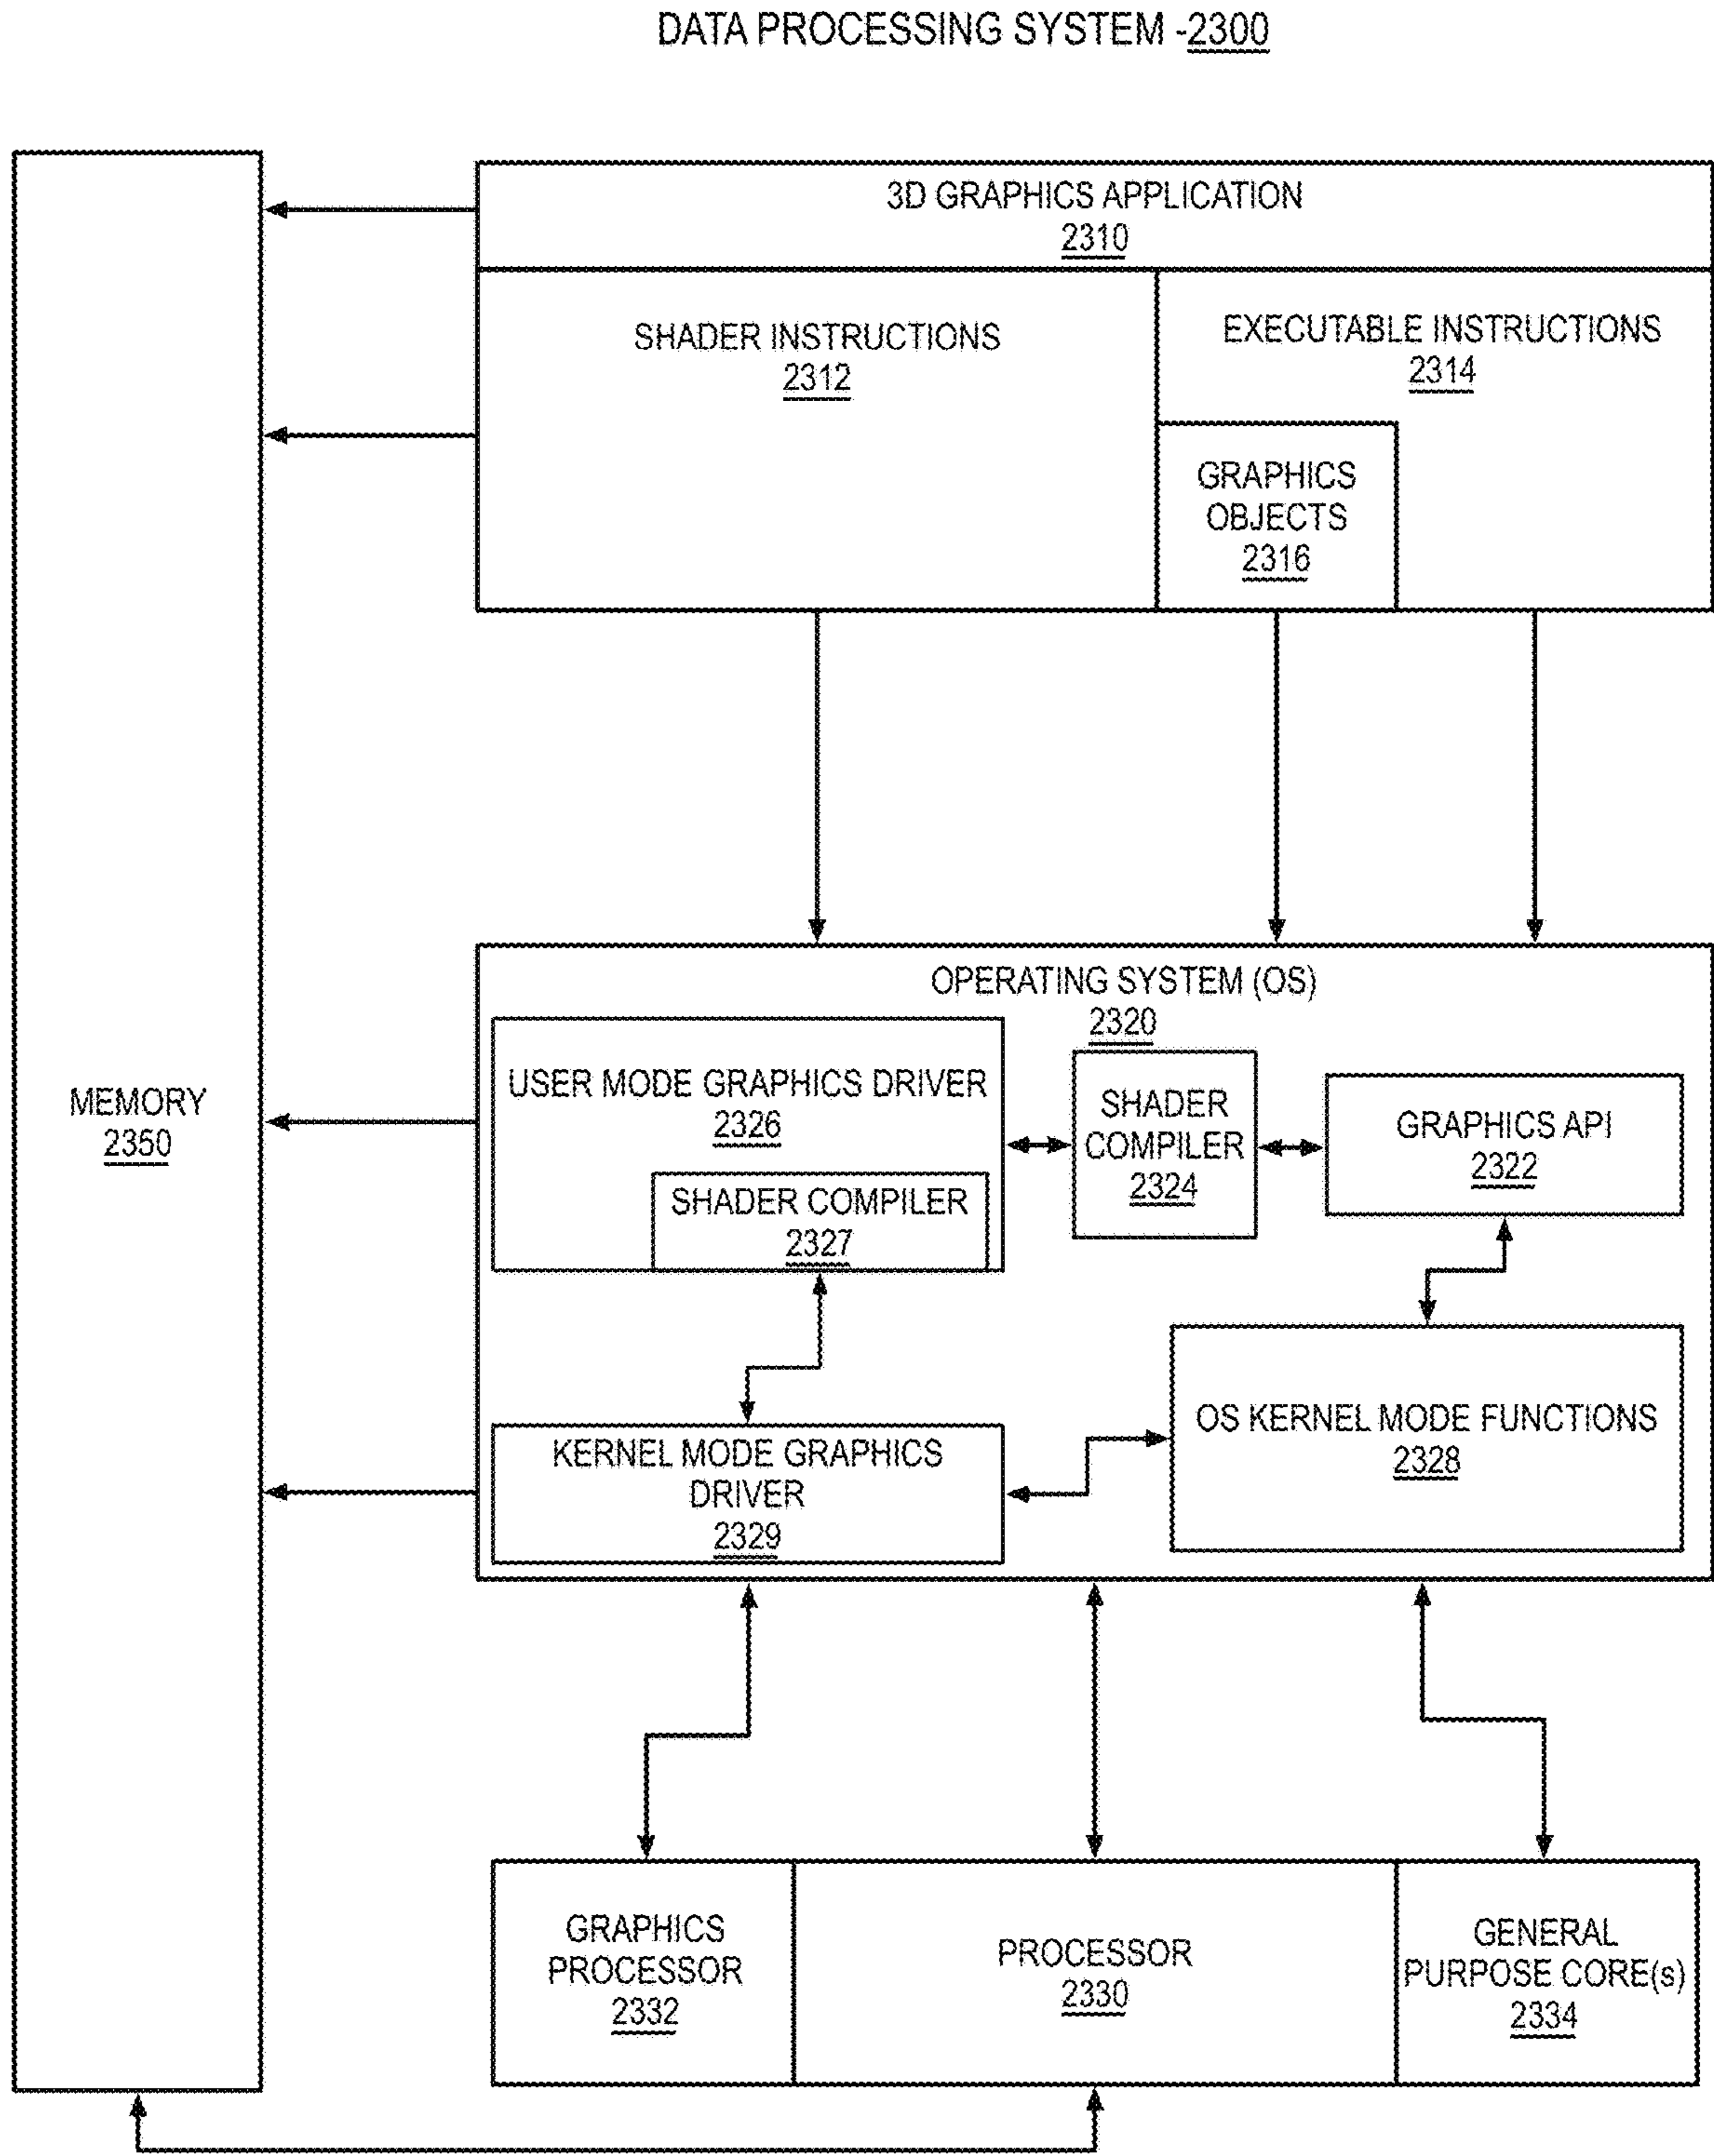 DATA PROCESSING SYSTEM -2300
3D GRAPHICS APPLICATION
2310
SHADER INSTRUCTIONS
2312
EXECUTABLE INSTRUCTIONS
2314
GRAPHICS
OBJECTS
2316
MEMORY
2350
OPERATING SYSTEM (OS)
2320
USER MODE GRAPHICS DRIVER
2326
SHADER COMPILER
2327
SHADER
COMPILER
2324
GRAPHICS API
2322
KERNEL MODE GRAPHICS
DRIVER
2329
OS KERNEL MODE FUNCTIONS
2328
GRAPHICS
PROCESSOR
2332
PROCESSOR
2330
GENERAL
PURPOSE CORE(s)
2334